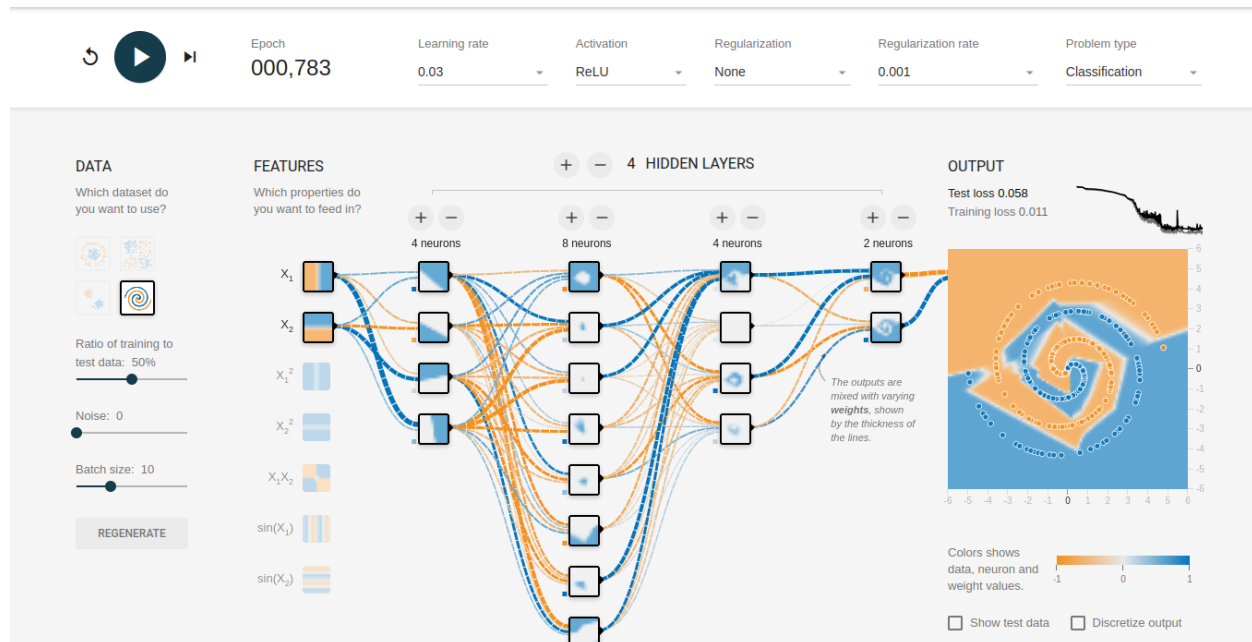 Epoch
000,783
Learning rate
0.03
Activation
ReLU
Regularization
None
Regularization rate
0.001
Problem type
Classification
DATA
Which dataset do
you want to use?
Ratio of training to
test data: 50%
Noise: 0
Batch size: 10
REGENERATE
FEATURES
Which properties do
you want to feed in?
X₁
X₂
X₁²
X₂²
X₁X₂
sin(X₁)
sin(X₂)
+ − 4 HIDDEN LAYERS
+ −
4 neurons
+ −
8 neurons
+ −
4 neurons
+ −
2 neurons
The outputs are
mixed with varying
weights, shown
by the thickness of
the lines.
OUTPUT
Test loss 0.058
Training loss 0.011
6
5
4
3
2
1
0
-1
-2
-3
-4
-5
-6
-6 -5 -4 -3 -2 -1 0 1 2 3 4 5 6
Colors shows
data, neuron and
weight values.
-1 0 1
Show test data
Discretize output